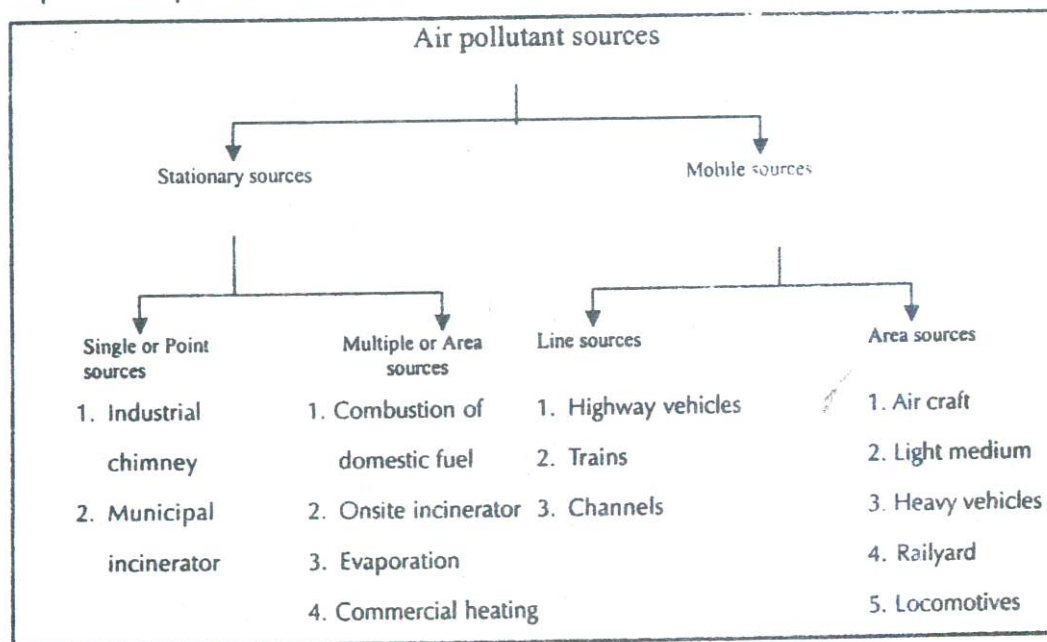 Air pollutant sources
Stationary sources
Mobile sources
Single or Point
sources
1. Industrial
chimney
2. Municipal
incinerator
Multiple or Area
sources
1. Combustion of
domestic fuel
2. Onsite incinerator
3. Evaporation
4. Commercial heating
Line sources
1. Highway vehicles
2. Trains
3. Channels
Area sources
1. Air craft
2. Light medium
3. Heavy vehicles
4. Railyard
5. Locomotives